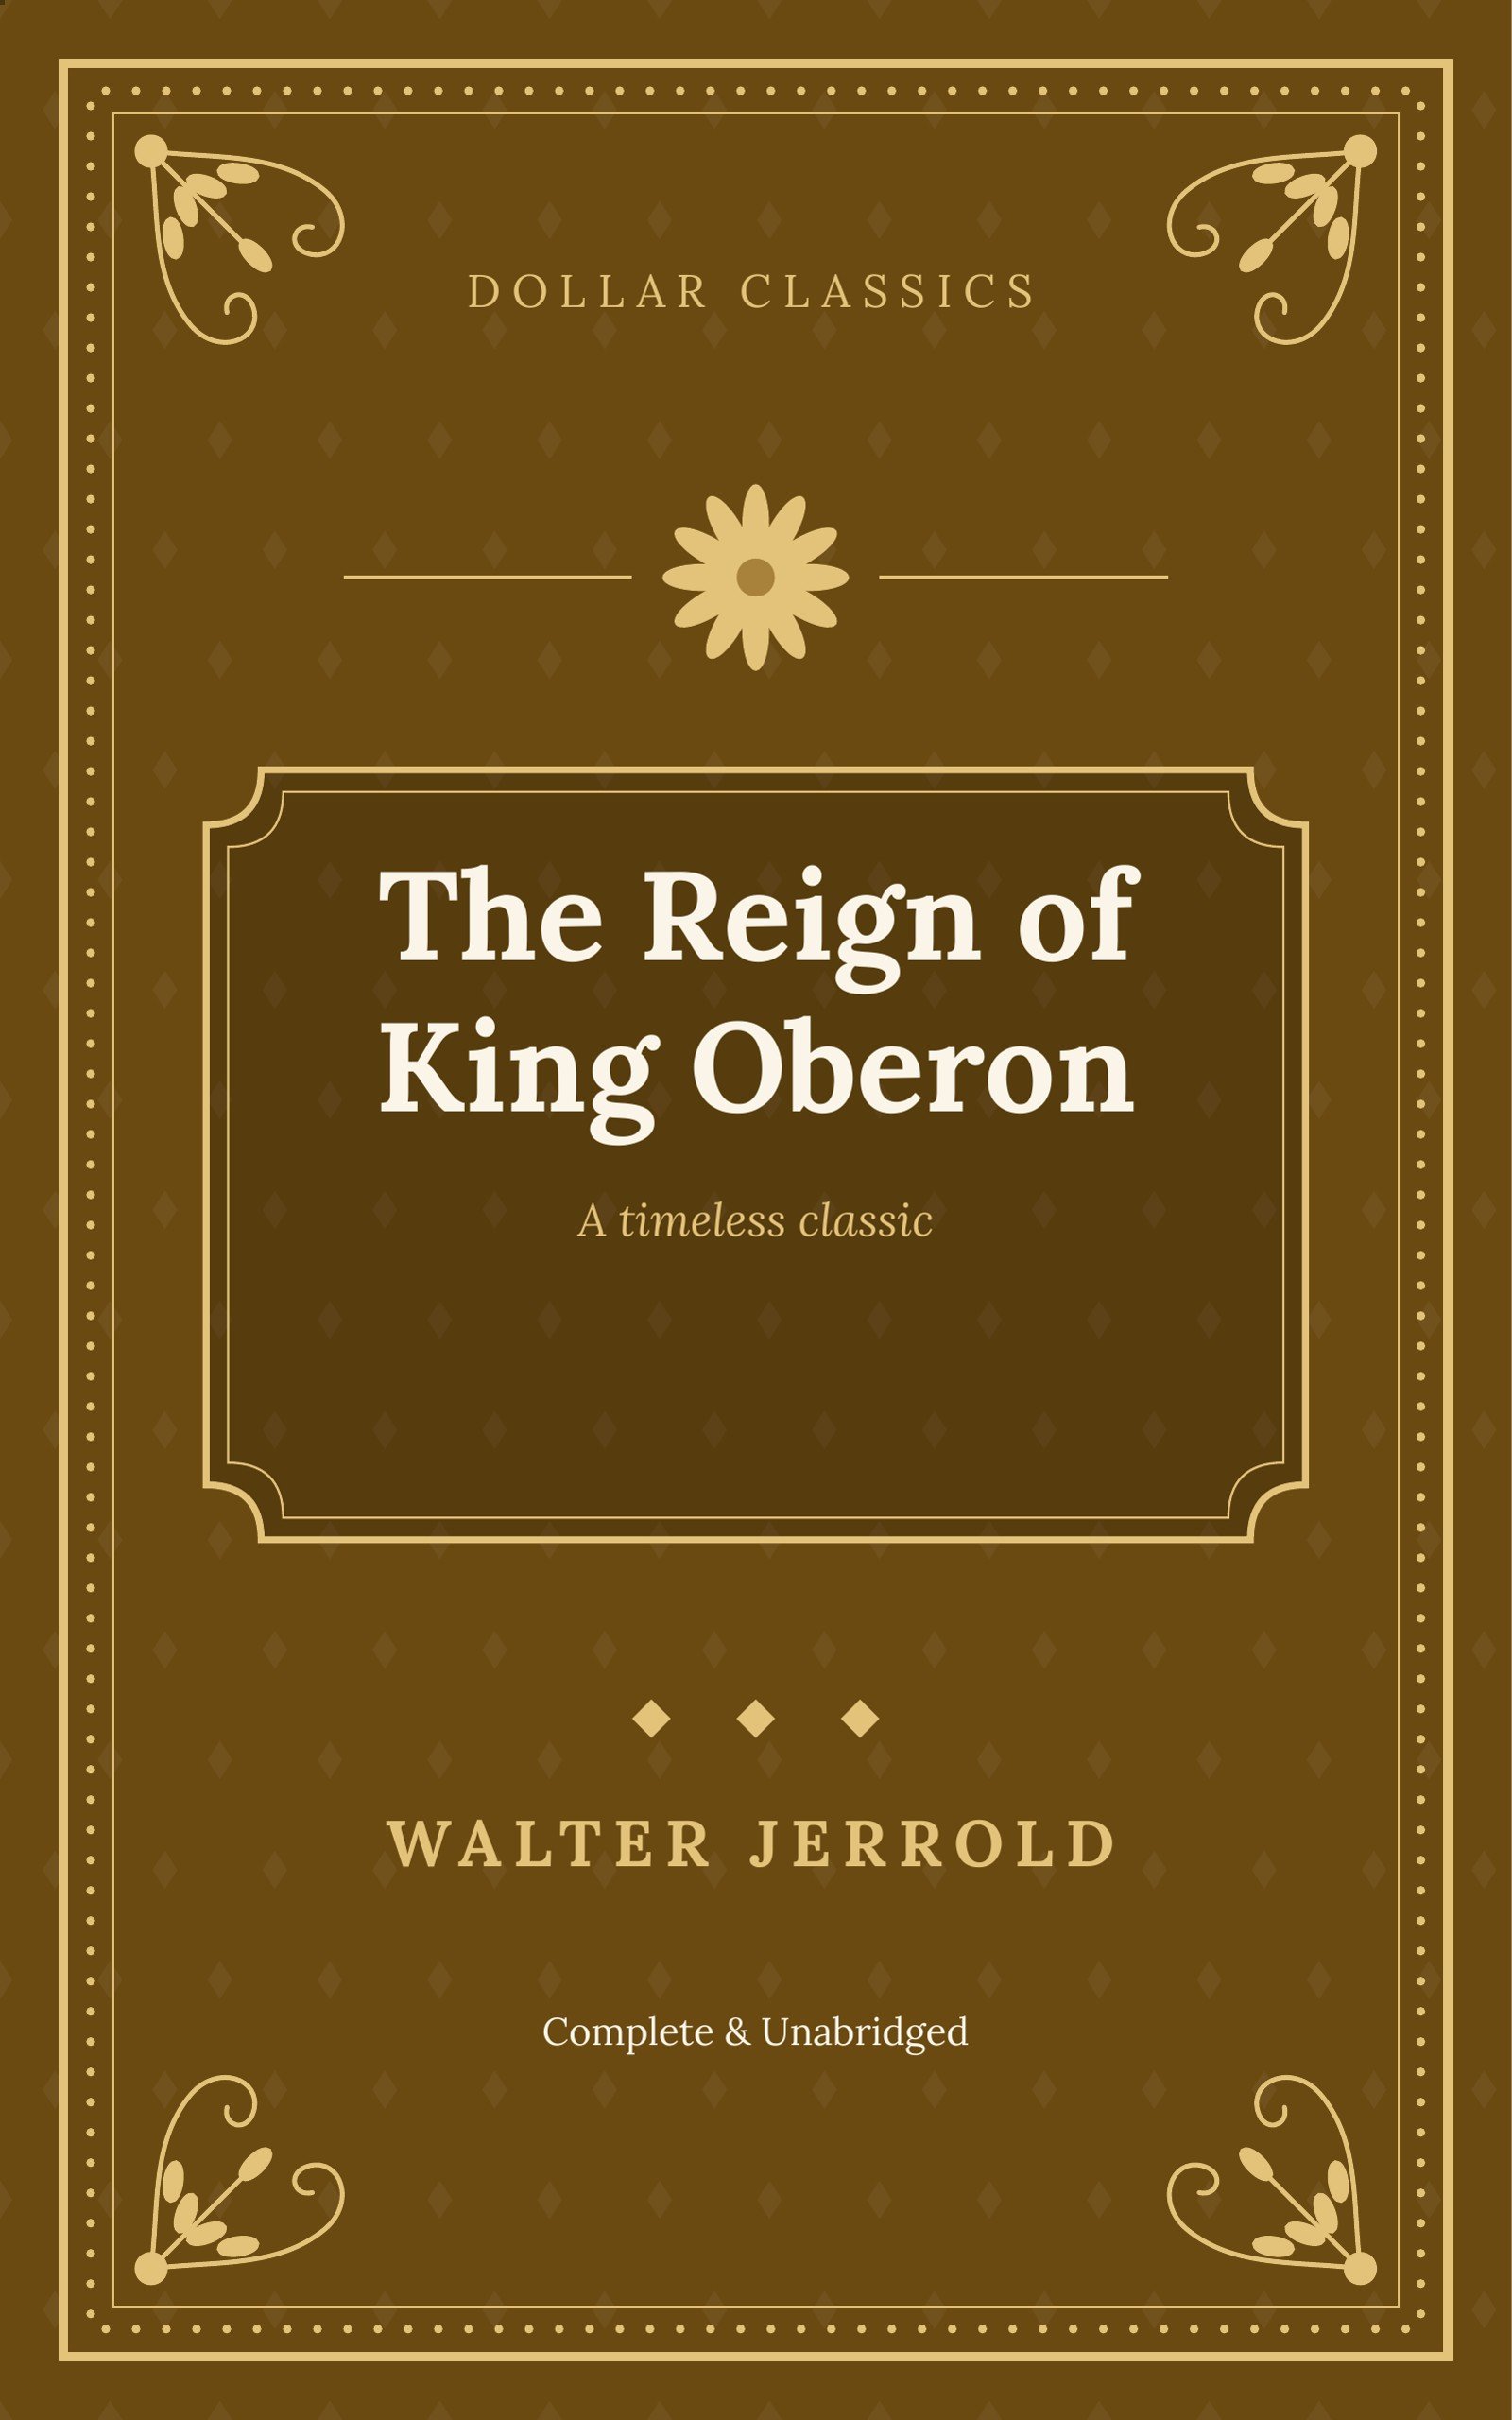 DOLLAR CLASSICS
The Reign of
King Oberon
A timeless classic
WALTER JERROLD
Complete & Unabridged